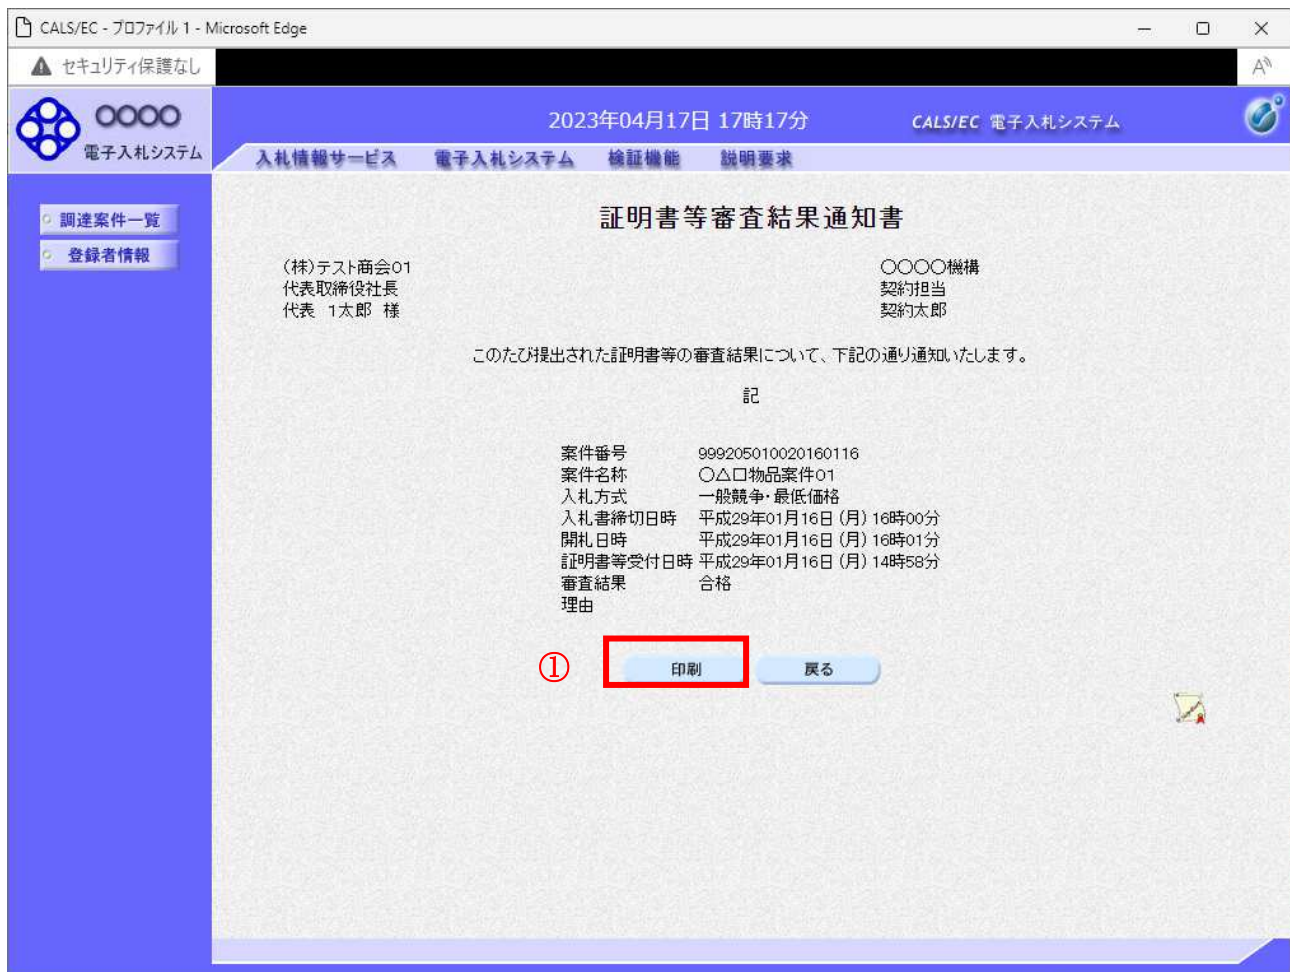 CALS/EC - プロファイル 1 - Microsoft Edge
セキュリティ保護なし
〇〇〇〇
電子入札システム
2023年04月17日 17時17分
CALS/EC 電子入札システム
入札情報サービス 電子入札システム 検証機能 説明要求
調達案件一覧
登録者情報
証明書等審査結果通知書
(株)テスト商会01
代表取締役社長
代表 1太郎 様
〇〇〇〇機構
契約担当
契約太郎
このたび提出された証明書等の審査結果について、下記の通り通知いたします。
記
案件番号 999205010020160116
案件名称 〇△口物品案件01
入札方式 一般競争・最低価格
入札書締切日時 平成29年01月16日 (月) 16時00分
開札日時 平成29年01月16日 (月) 16時01分
証明書等受付日時 平成29年01月16日 (月) 14時58分
審査結果 合格
理由
①
印刷
戻る